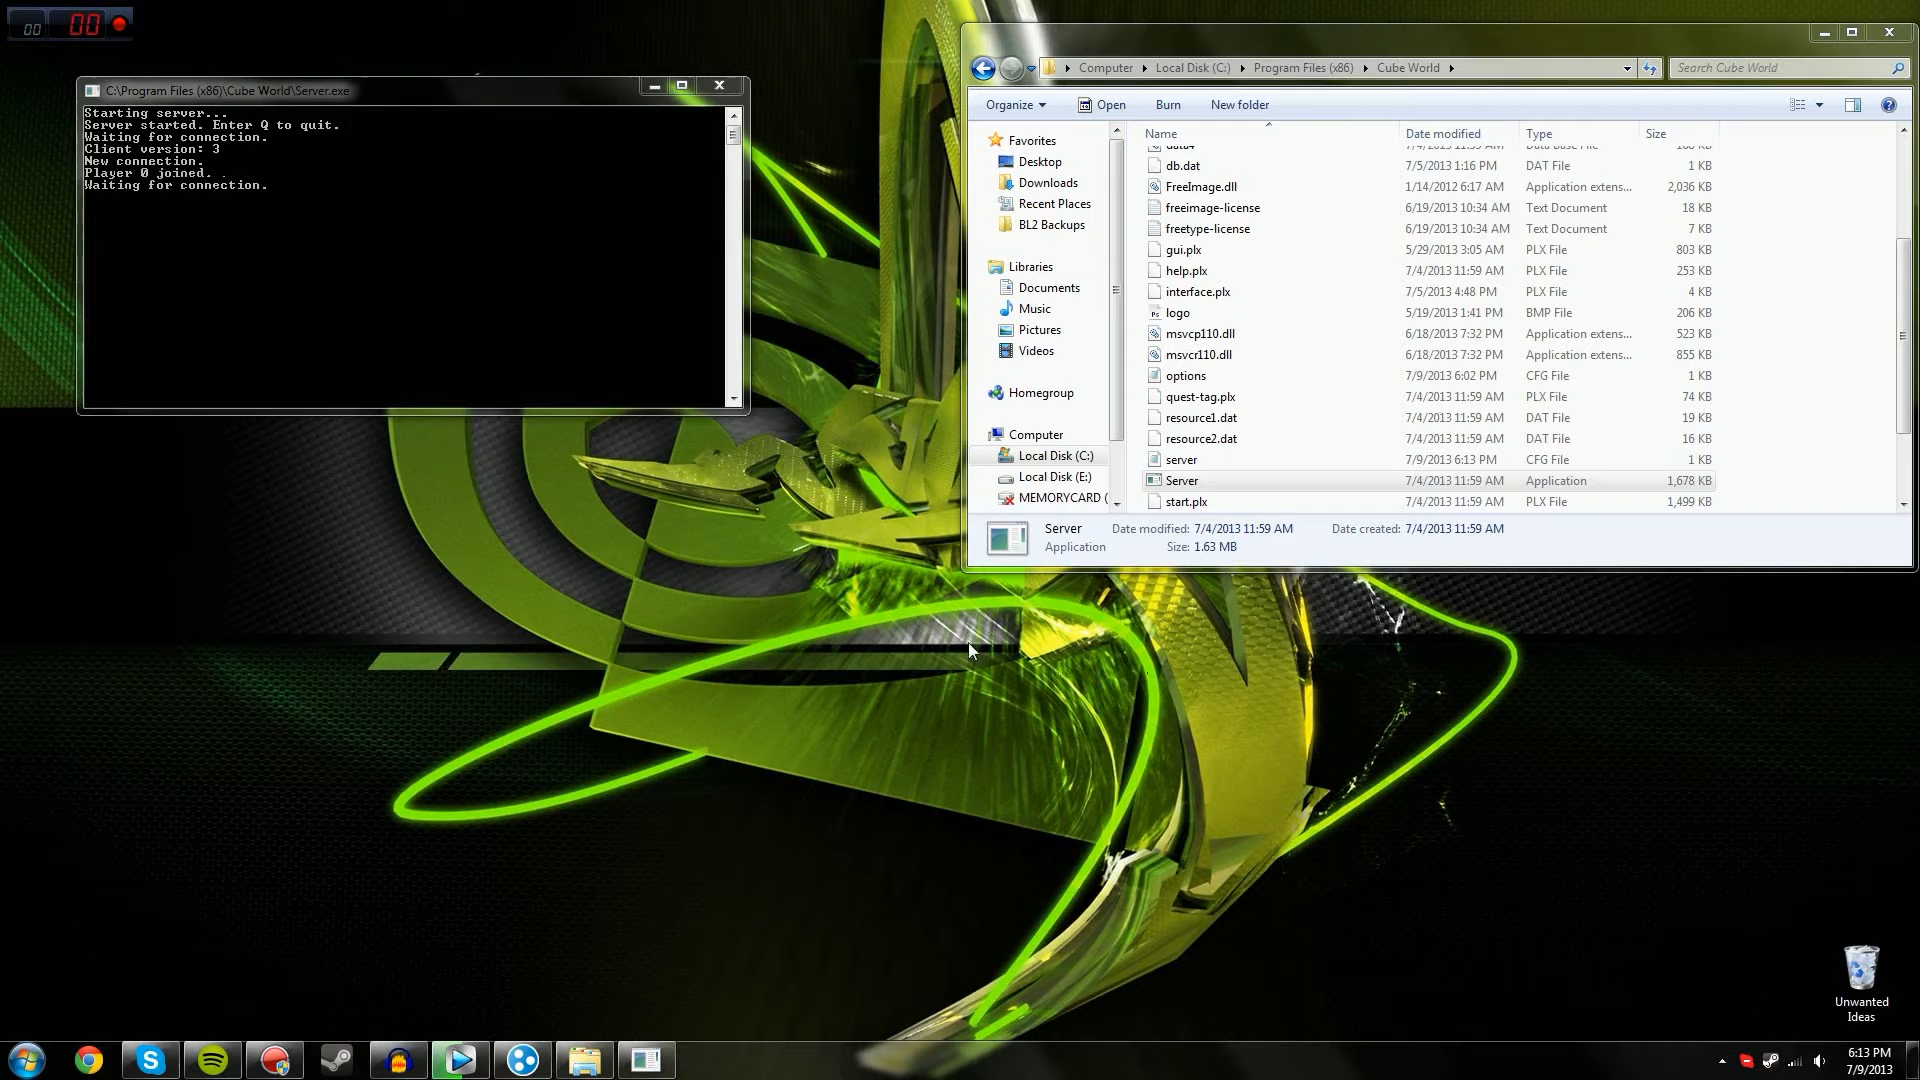 00
00
C:\Program Files (x86)\Cube World\Server.exe
Starting server...
Server started. Enter Q to quit.
Waiting for connection.
Client version: 3
New connection.
Player 0 joined.
Waiting for connection.
Computer Local Disk (C:) Program Files (x86) Cube World
Search Cube World
Organize Open Burn New folder
Favorites
Desktop
Downloads
Recent Places
BL2 Backups
Libraries
Documents
Music
Pictures
Videos
Homegroup
Computer
Local Disk (C:)
Local Disk (E:)
MEMORYCARD (
Name Date modified Type Size
db.dat 7/5/2013 1:16 PM DAT File 1 KB
FreeImage.dll 1/14/2012 6:17 AM Application extens... 2,036 KB
freeimage-license 6/19/2013 10:34 AM Text Document 18 KB
freetype-license 6/19/2013 10:34 AM Text Document 7 KB
gui.plx 5/29/2013 3:05 AM PLX File 803 KB
help.plx 7/4/2013 11:59 AM PLX File 253 KB
interface.plx 7/5/2013 4:48 PM PLX File 4 KB
logo 5/19/2013 1:41 PM BMP File 206 KB
msvcp110.dll 6/18/2013 7:32 PM Application extens... 523 KB
msvcr110.dll 6/18/2013 7:32 PM Application extens... 855 KB
options 7/9/2013 6:02 PM CFG File 1 KB
quest-tag.plx 7/4/2013 11:59 AM PLX File 74 KB
resource1.dat 7/4/2013 11:59 AM DAT File 19 KB
resource2.dat 7/4/2013 11:59 AM DAT File 16 KB
server 7/9/2013 6:13 PM CFG File 1 KB
Server 7/4/2013 11:59 AM Application 1,678 KB
start.plx 7/4/2013 11:59 AM PLX File 1,499 KB
Server Date modified: 7/4/2013 11:59 AM Date created: 7/4/2013 11:59 AM
Application Size: 1.63 MB
Unwanted
Ideas
6:13 PM
7/9/2013